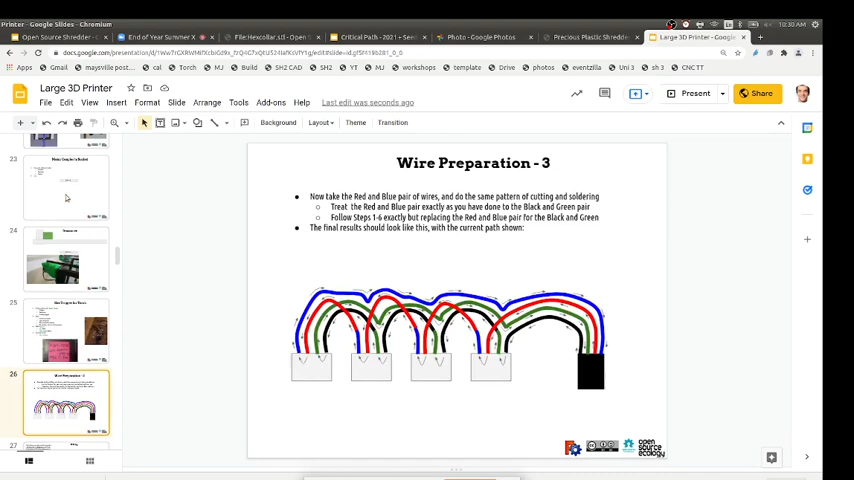 Printer - Google Slides - Chromium
10:30 AM
Open Source Shredder -
End of Year Summer X
File:Hexcollar.stl - Open S
Critical Path - 2021 + See
Photo - Google Photos
Precious Plastic Shredde
Large 3D Printer - Google
docs.google.com/presentation/d/
Apps
Gmail
maysville post...
cal
Torch
MJ
Build
SH2 CAD
SH2
YT
MJ
workshops
template
Drive
photos
eventzilla
Uni 3
sh 3
CNC TT
Large 3D Printer
File Edit View Insert Format Slide Arrange Tools Add-ons Help
Last edit was seconds ago
Present
Share
Background
Layout
Theme
Transition
23
24
25
26
Wire Preparation - 3
27
Wire Preparation - 3
● Now take the Red and Blue pair of wires, and do the same pattern of cutting and soldering
○ Treat the Red and Blue pair exactly as you have done to the Black and Green pair
○ Follow Steps 1-6 exactly but replacing the Red and Blue pair for the Black and Green
● The final results should look like this, with the current path shown:
open
source
ecology